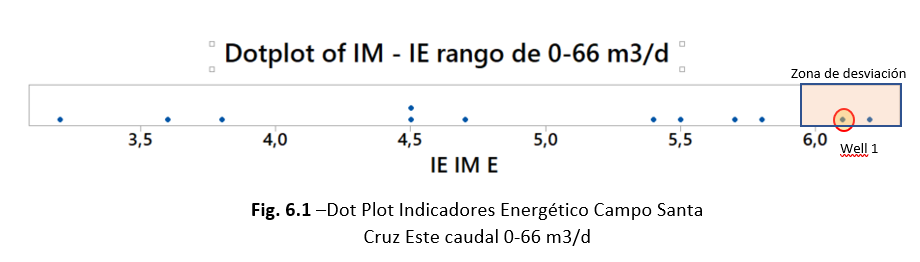 Dotplot of IM - IE rango de 0-66 m3/d
Zona de desviación
3,5 4,0 4,5 5,0 5,5 6,0
Well 1
IE IM E
Fig. 6.1 –Dot Plot Indicadores Energético Campo Santa
Cruz Este caudal 0-66 m3/d